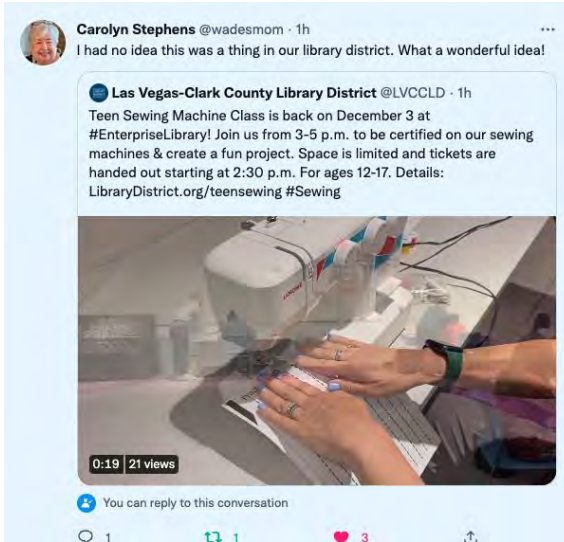 Carolyn Stephens @wadesmom · 1h
I had no idea this was a thing in our library district. What a wonderful idea!
Las Vegas-Clark County Library District @LVCCLD · 1h
Teen Sewing Machine Class is back on December 3 at
#EnterpriseLibrary! Join us from 3-5 p.m. to be certified on our sewing
machines & create a fun project. Space is limited and tickets are
handed out starting at 2:30 p.m. For ages 12-17. Details:
LibraryDistrict.org/teensewing #Sewing
JANOME
0:19 21 views
You can reply to this conversation
1 1 3